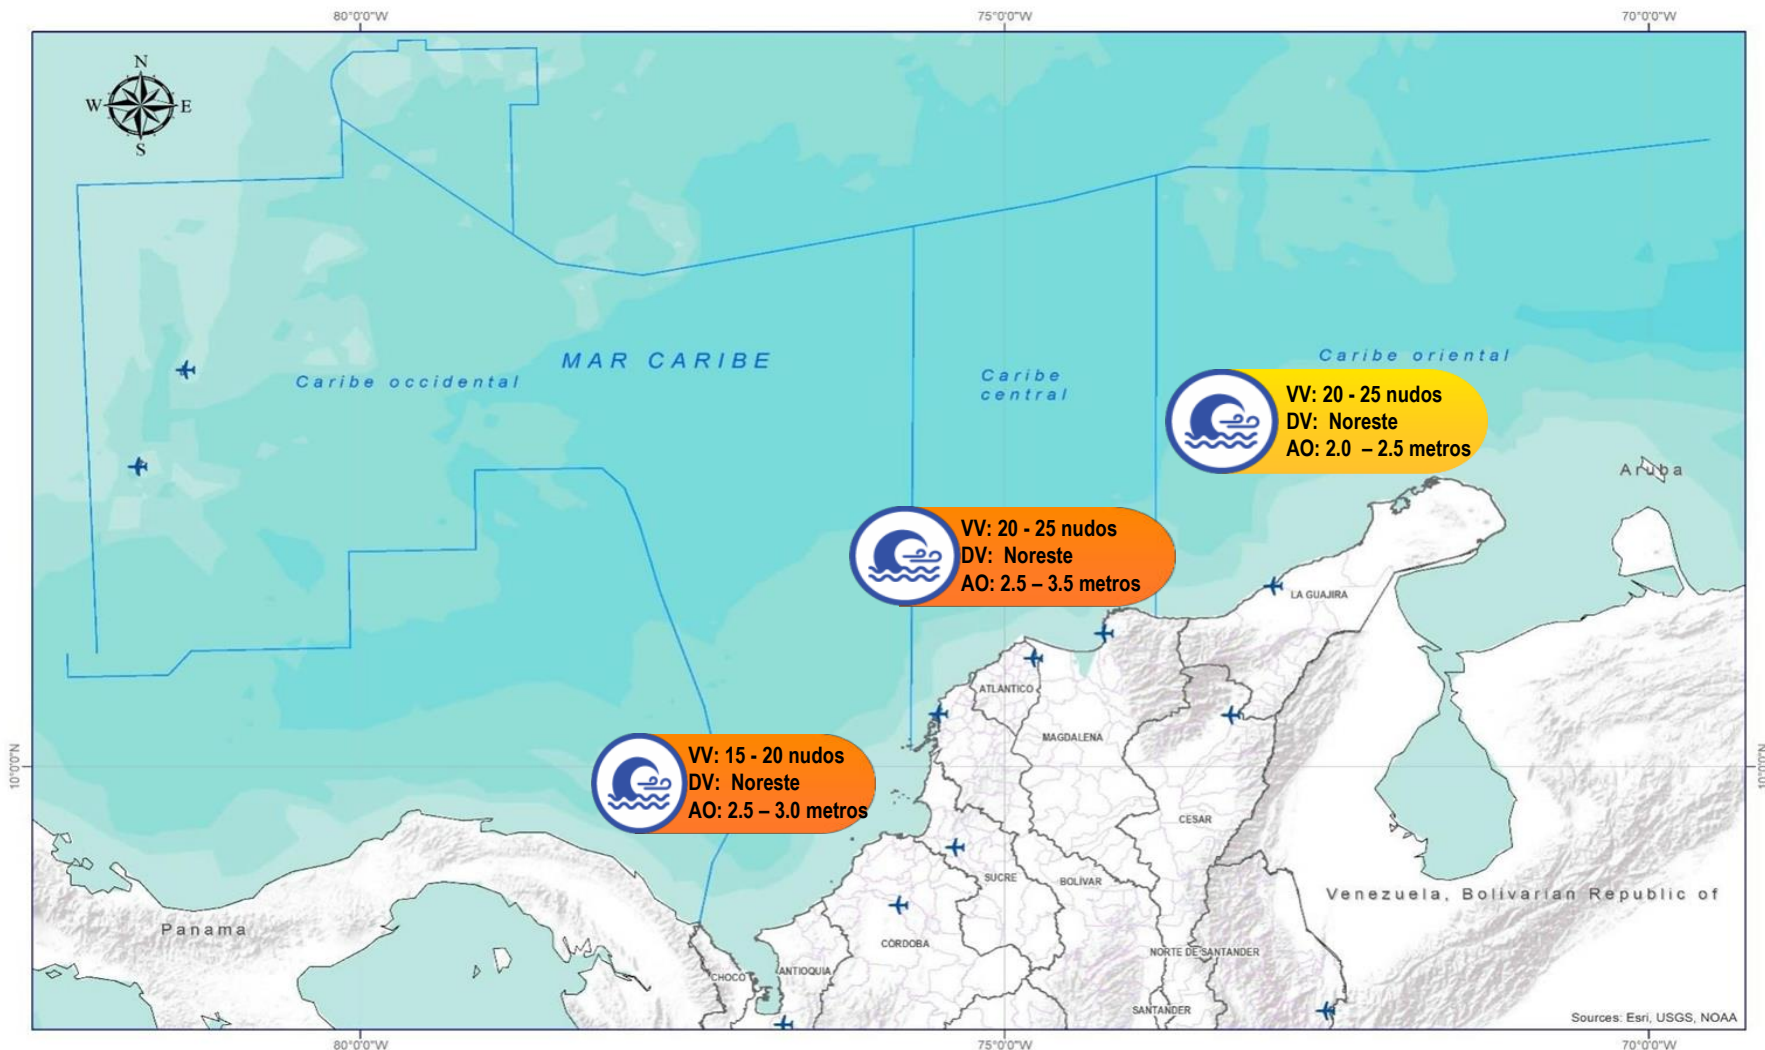 80°0'0"W
75°0'0"W
70°0'0"W
N
W
E
S
MAR CARIBE
Caribe occidental
Caribe
central
Caribe oriental
VV: 20 - 25 nudos
DV: Noreste
AO: 2.0 – 2.5 metros
Aruba
VV: 20 - 25 nudos
DV: Noreste
AO: 2.5 – 3.5 metros
LA GUAJIRA
ATLANTICO
MAGDALENA
VV: 15 - 20 nudos
DV: Noreste
AO: 2.5 – 3.0 metros
10°0'0"N
10°0'0"N
CESAR
SUCRE
BOLÍVAR
Venezuela, Bolivarian Republic of
Panama
CÓRDOBA
NORTE DE SANTANDER
CHOCO
ANTIOQUIA
SANTANDER
Sources: Esri, USGS, NOAA
80°0'0"W
75°0'0"W
70°0'0"W